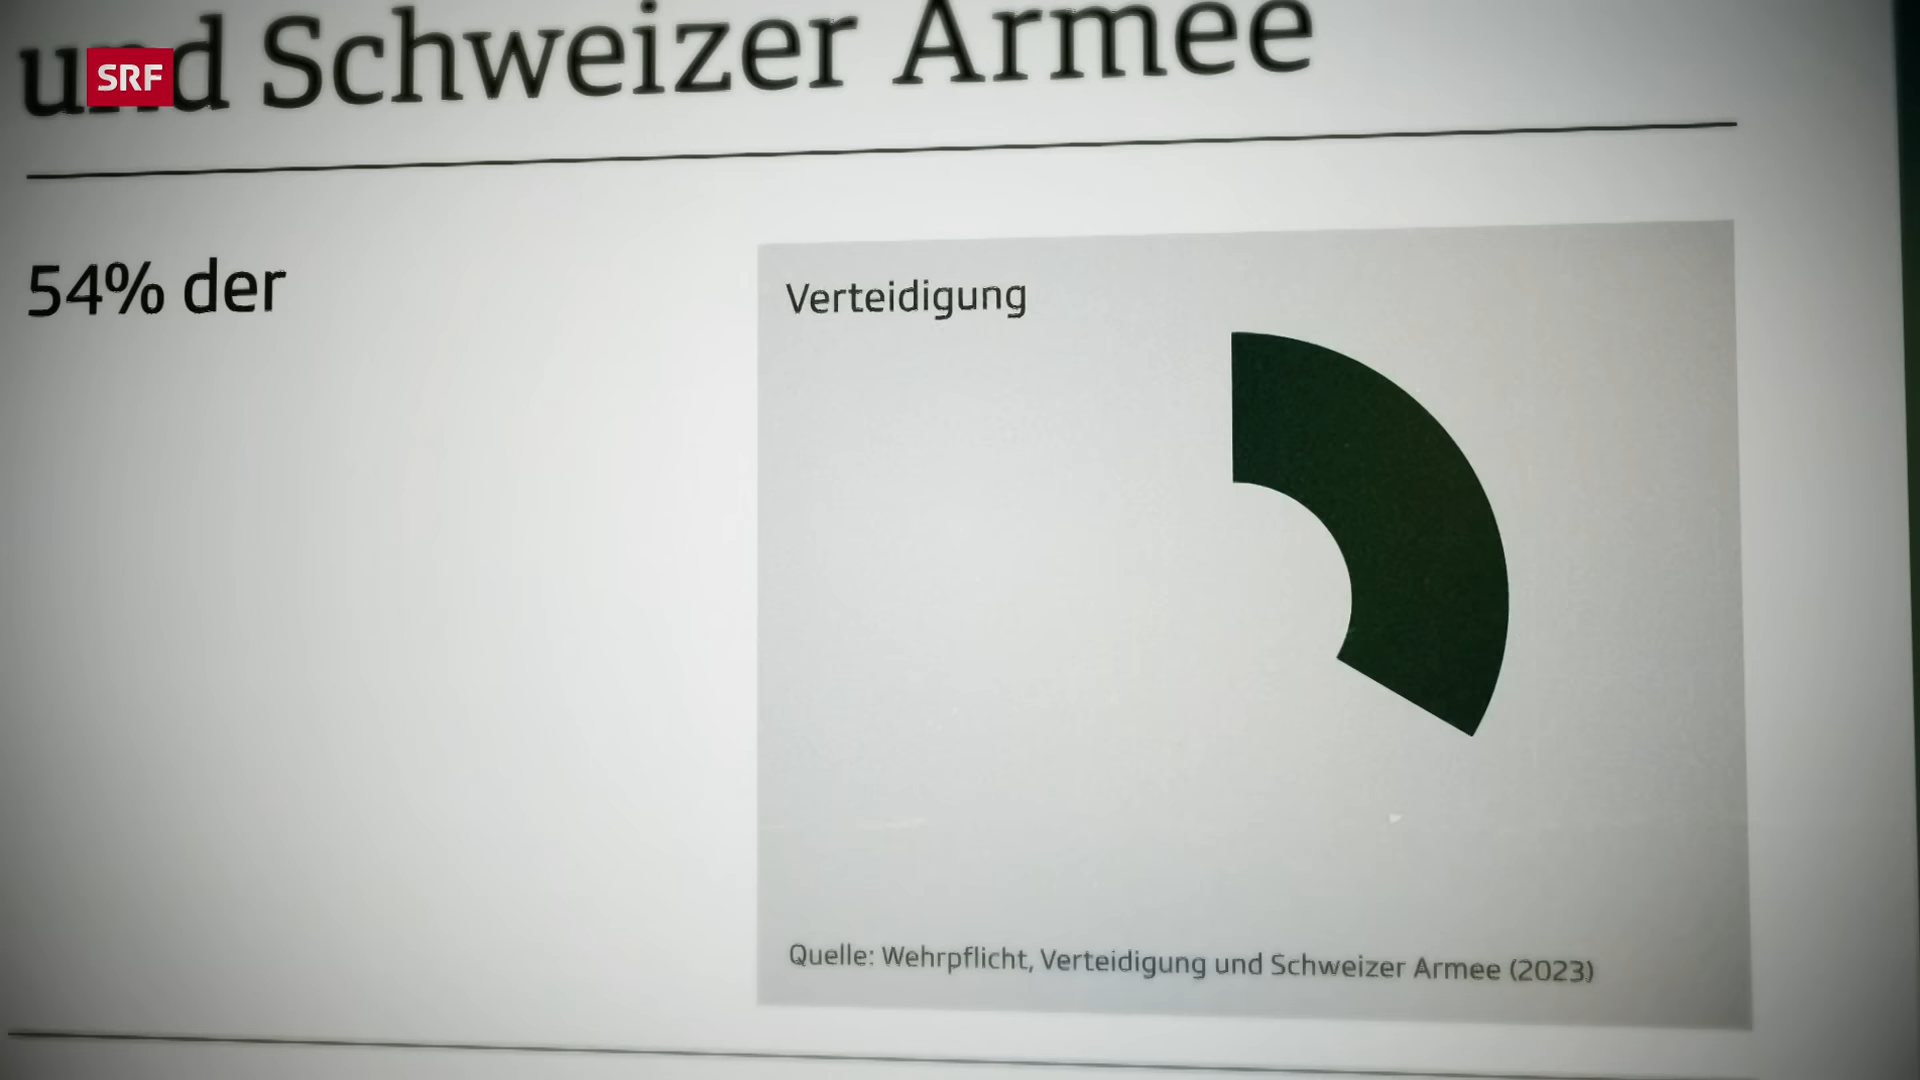 und Schweizer Armee
SRF
54% der
Verteidigung
Quelle: Wehrpflicht, Verteidigung und Schweizer Armee (2023)